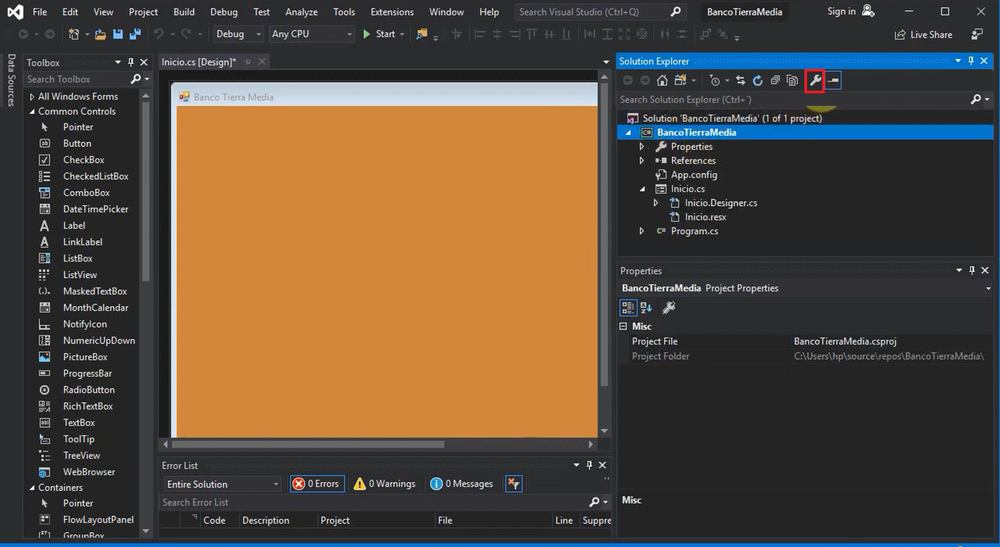 File Edit View Project Build Debug Test Analyze Tools Extensions Window Help Search Visual Studio (Ctrl+Q) BancoTierraMedia Sign in
Debug Any CPU Start Live Share
Data Sources
Toolbox
Search Toolbox
All Windows Forms
Common Controls
Pointer
Button
CheckBox
CheckedListBox
ComboBox
DateTimePicker
Label
LinkLabel
ListBox
ListView
MaskedTextBox
MonthCalendar
NotifyIcon
NumericUpDown
PictureBox
ProgressBar
RadioButton
RichTextBox
TextBox
ToolTip
TreeView
WebBrowser
Containers
Pointer
FlowLayoutPanel
GroupBox
Inicio.cs [Design]*
Banco Tierra Media
Error List
Entire Solution 0 Errors 0 Warnings 0 Messages
Search Error List
Code Description Project File Line Suppre
Solution Explorer
Search Solution Explorer (Ctrl+`)
Solution 'BancoTierraMedia' (1 of 1 project)
C# BancoTierraMedia
Properties
References
App.config
Inicio.cs
Inicio.Designer.cs
Inicio.resx
C# Program.cs
Properties
BancoTierraMedia Project Properties
Misc
Project File BancoTierraMedia.csproj
Project Folder C:\Users\hp\source\repos\BancoTierraMedia\
Misc